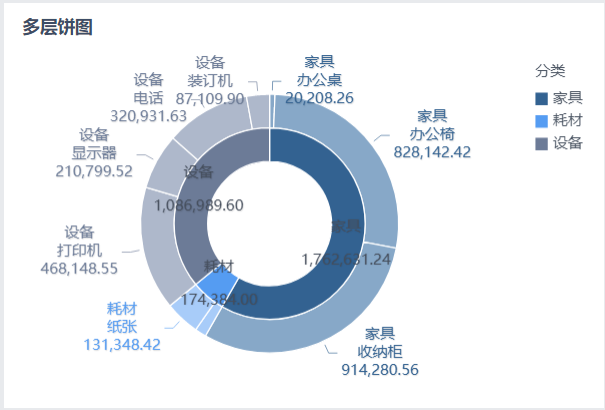 多层饼图
分类
家具
耗材
设备
家具
办公桌
20,208.26
家具
办公椅
828,142.42
家具
收纳柜
914,280.56
耗材
纸张
131,348.42
设备
打印机
468,148.55
设备
显示器
210,799.52
设备
电话
320,931.63
设备
装订机
87,109.90
设备
1,086,989.60
家具
1,762,631.24
耗材
174,384.00